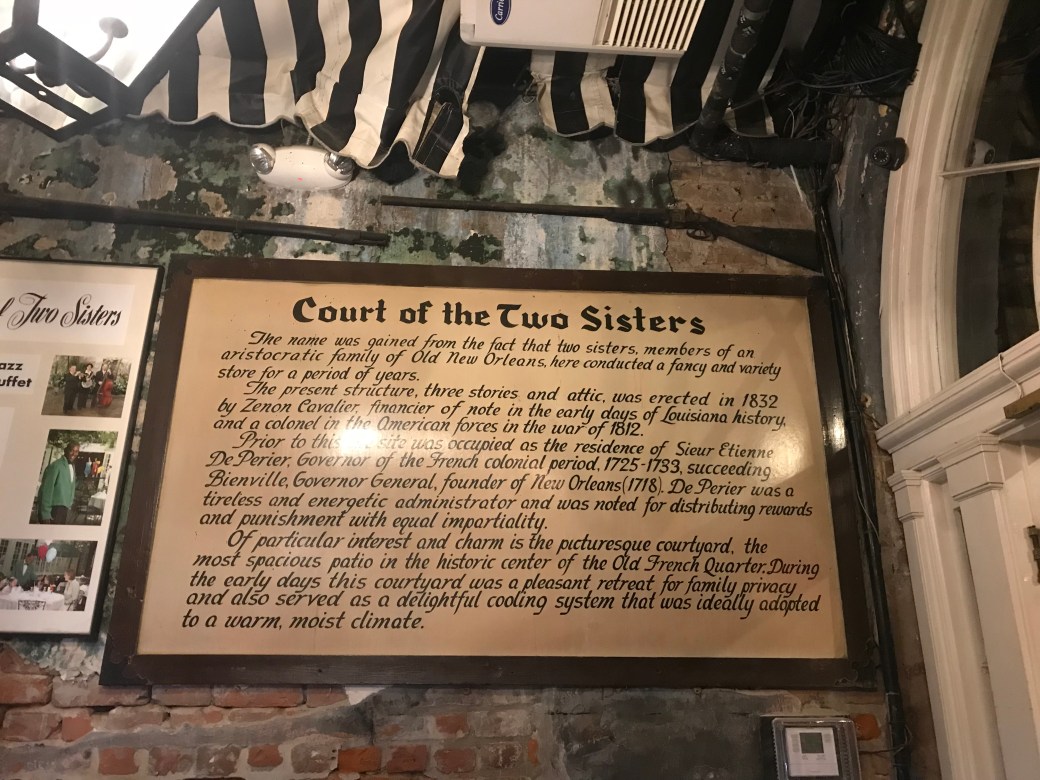 Carrier
Two Sisters
azz
uffet
Court of the Two Sisters
The name was gained from the fact that two sisters, members of an
aristocratic family of Old New Orleans, here conducted a fancy and variety
store for a period of years.
The present structure, three stories and attic, was erected in 1832
by Zenon Cavalier, financier of note in the early days of Louisiana history,
and a colonel in the American forces in the war of 1812.
Prior to this site was occupied as the residence of Sieur Etienne
De Perier, Governor of the French colonial period, 1725-1733, succeeding
Bienville, Governor General, founder of New Orleans (1718). De Perier was a
tireless and energetic administrator and was noted for distributing rewards
and punishment with equal impartiality.
Of particular interest and charm is the picturesque courtyard, the
most spacious patio in the historic center of the Old French Quarter. During
the early days this courtyard was a pleasant retreat for family privacy
and also served as a delightful cooling system that was ideally adapted
to a warm, moist climate.